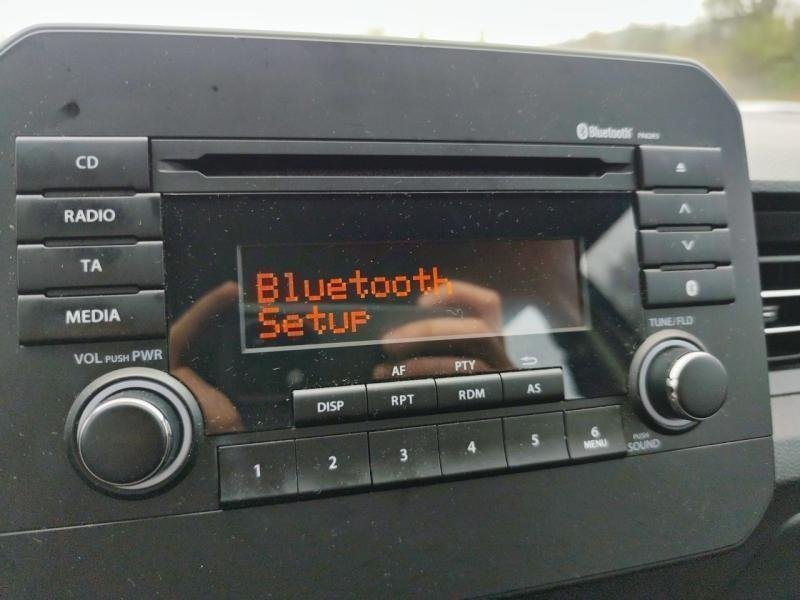 Bluetooth
CD
RADIO
TA
MEDIA
Bluetooth
Setup
TUNE/FLD
VOL PUSH PWR
AF PTY
DISP RPT RDM AS
1 2 3 4 5 6
MENU
PUSH
SOUND